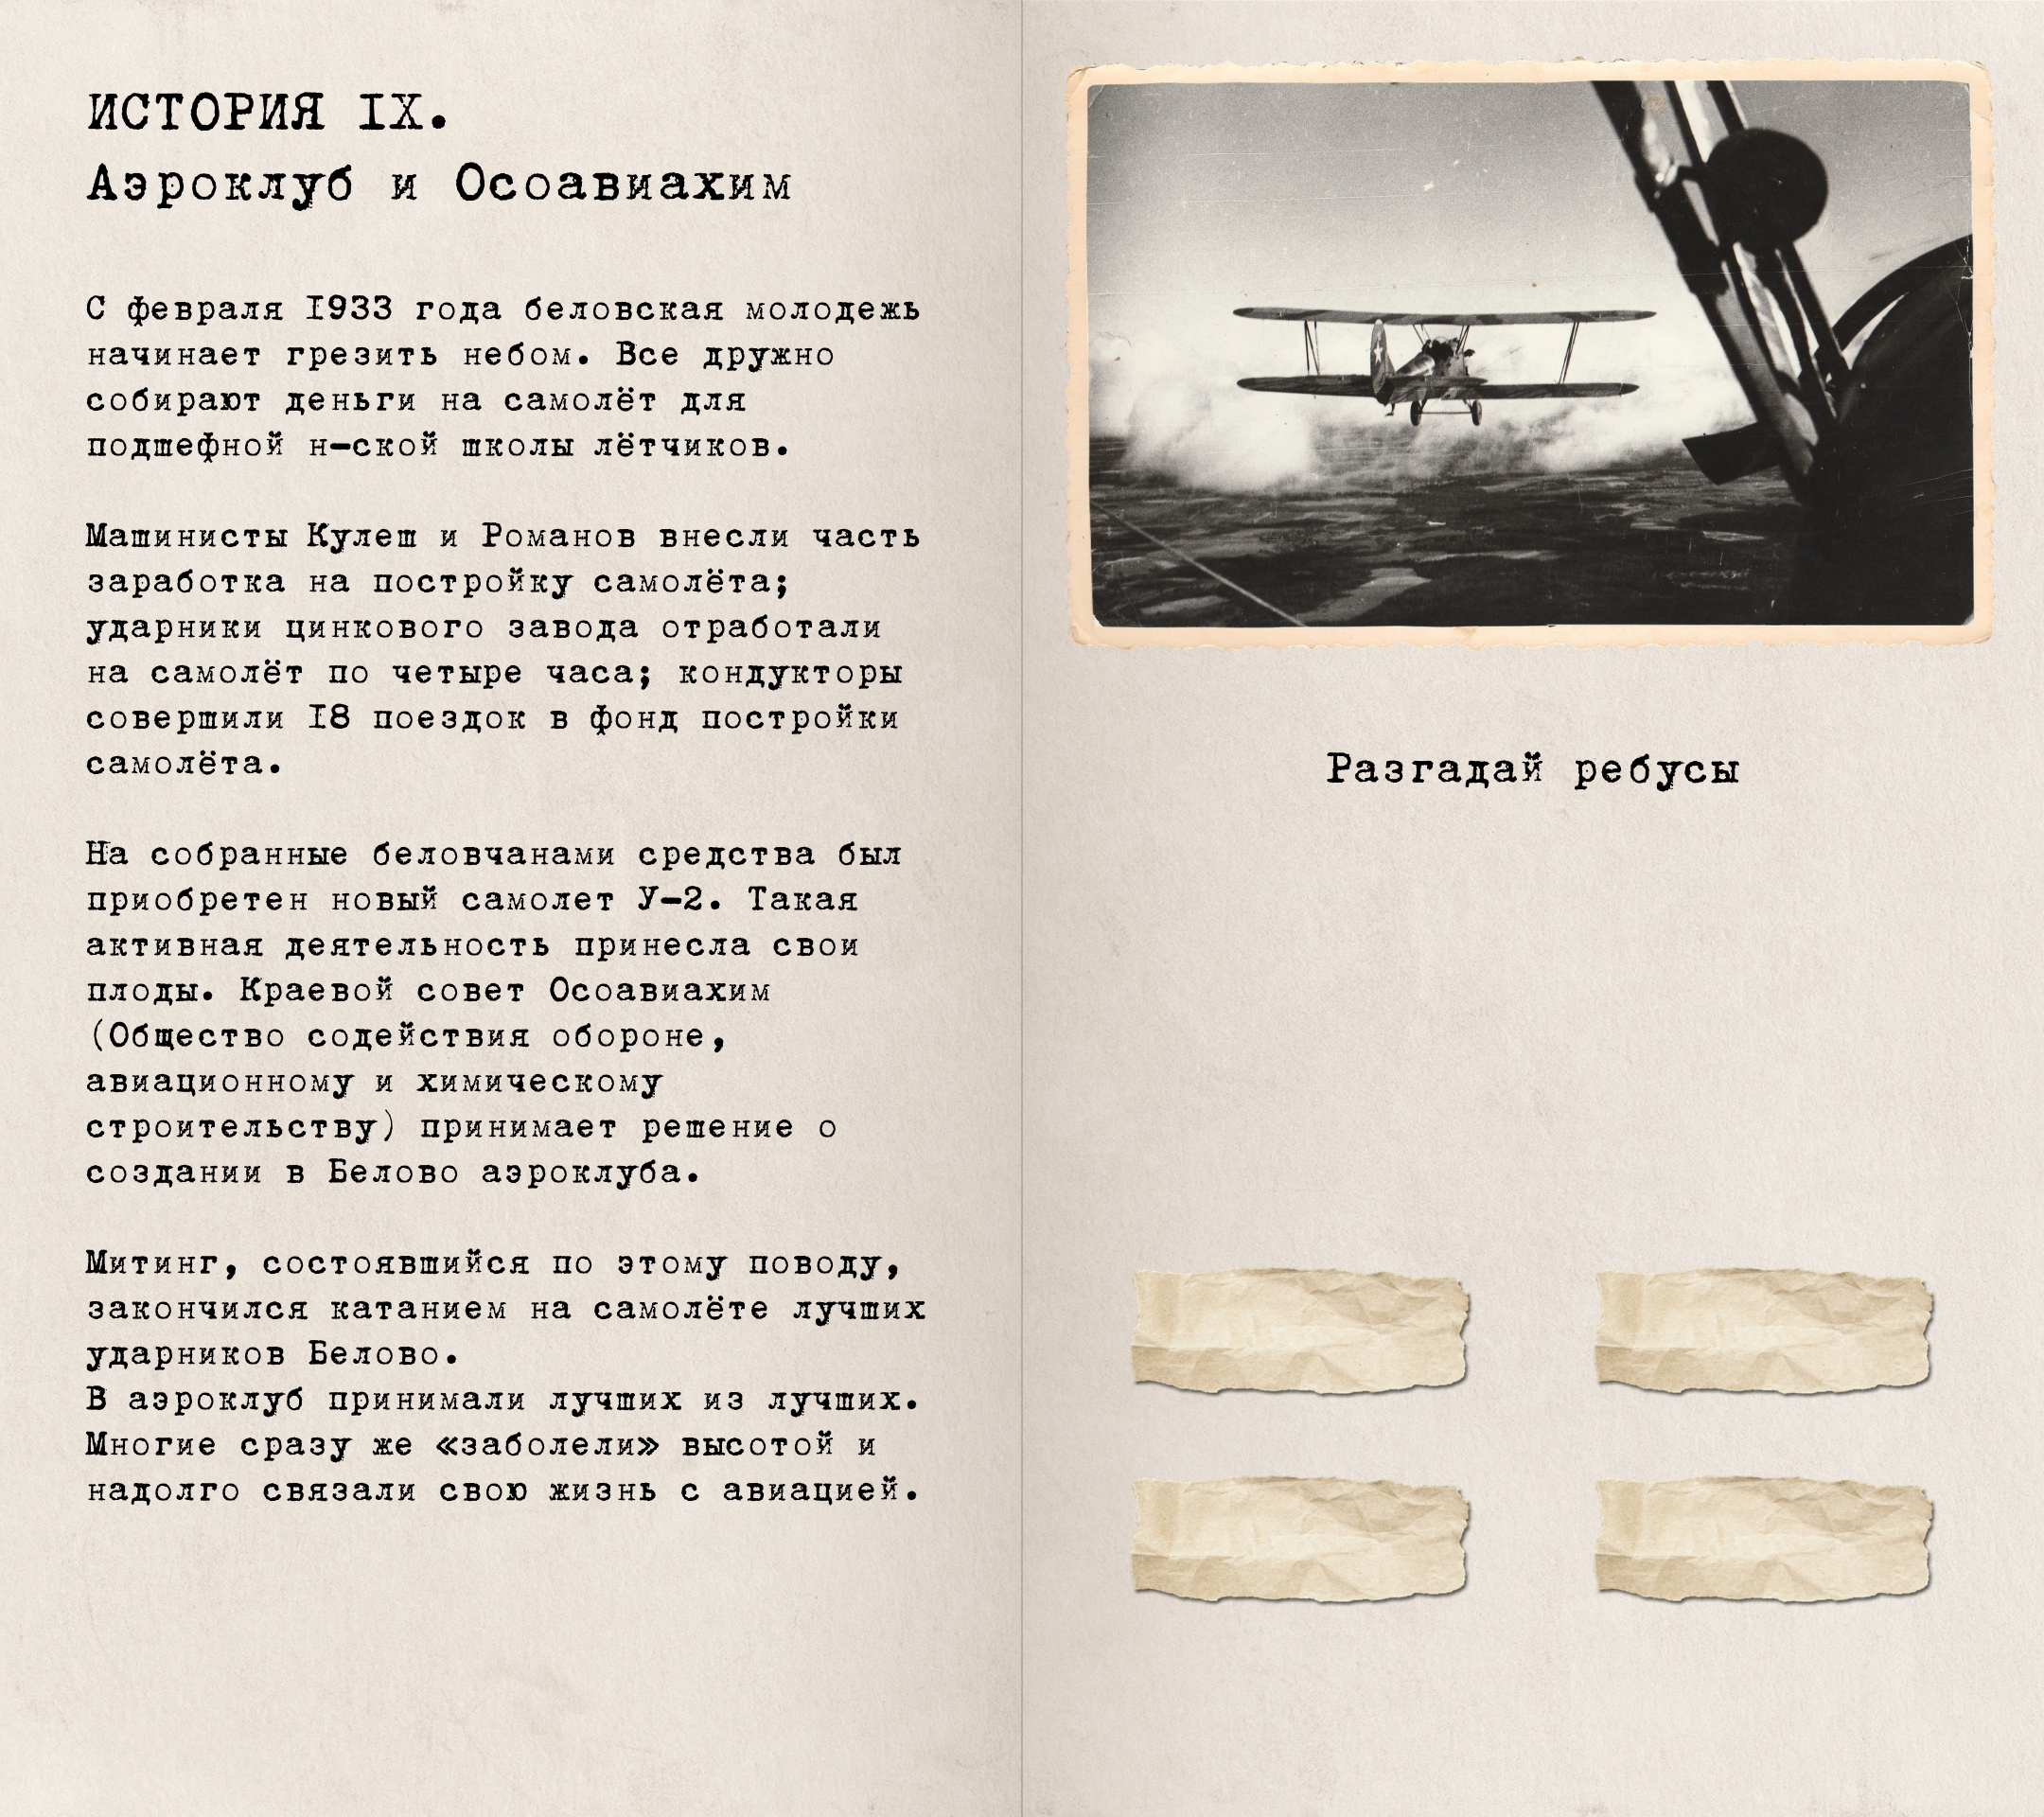 ИСТОРИЯ IX.
Аэроклуб и Осоавиахим
С февраля 1933 года беловская молодежь
начинает грезить небом. Все дружно
собирают деньги на самолёт для
подшефной н-ской школы лётчиков.
Машинисты Кулеш и Романов внесли часть
заработка на постройку самолёта;
ударники цинкового завода отработали
на самолёт по четыре часа; кондукторы
совершили 18 поездок в фонд постройки
самолёта.
На собранные беловчанами средства был
приобретен новый самолет У-2. Такая
активная деятельность принесла свои
плоды. Краевой совет Осоавиахим
(Общество содействия обороне,
авиационному и химическому
строительству) принимает решение о
создании в Белово аэроклуба.
Митинг, состоявшийся по этому поводу,
закончился катанием на самолёте лучших
ударников Белово.
В аэроклуб принимали лучших из лучших.
Многие сразу же «заболели» высотой и
надолго связали свою жизнь с авиацией.
Разгадай ребусы